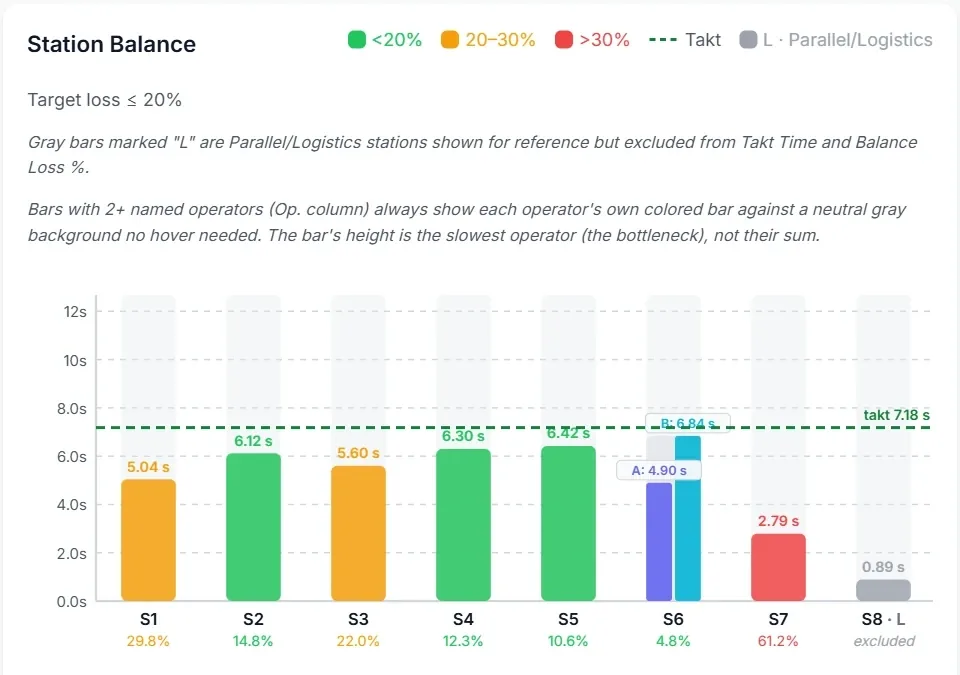 Station Balance
<20% 20–30% >30% Takt L · Parallel/Logistics
Target loss ≤ 20%
Gray bars marked "L" are Parallel/Logistics stations shown for reference but excluded from Takt Time and Balance
Loss %.
Bars with 2+ named operators (Op. column) always show each operator's own colored bar against a neutral gray
background no hover needed. The bar's height is the slowest operator (the bottleneck), not their sum.
12s
10s
8.0s
takt 7.18 s
B: 6.84 s
6.30 s
6.42 s
6.12 s
6.0s
5.60 s
5.04 s
A: 4.90 s
4.0s
2.79 s
2.0s
0.89 s
0.0s
S1 S2 S3 S4 S5 S6 S7 S8 · L
29.8% 14.8% 22.0% 12.3% 10.6% 4.8% 61.2% excluded